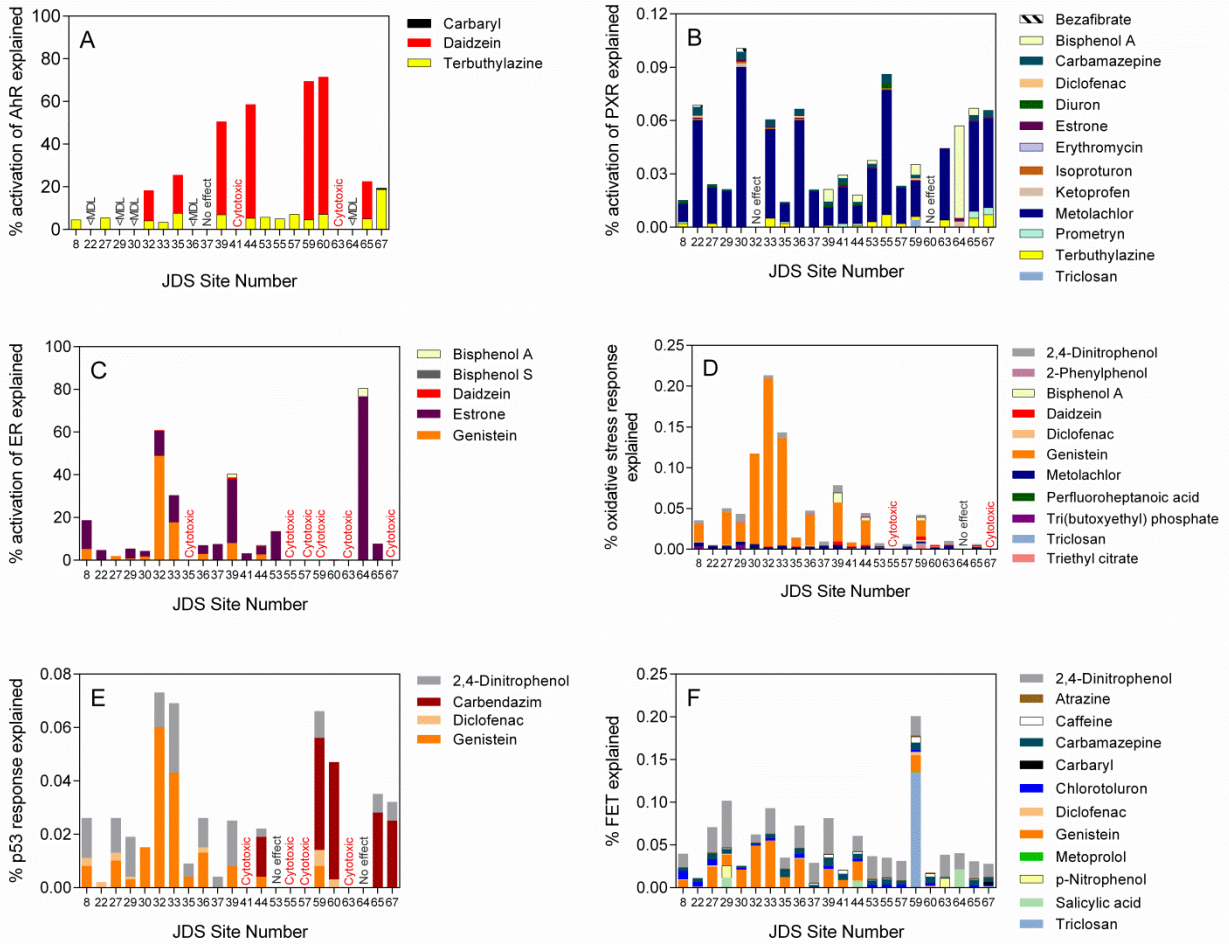 A
% activation of AhR explained
100
80
60
40
20
0
<MDL
<MDL
<MDL
<MDL
No effect
Cytotoxic
Cytotoxic
<MDL
8 22 27 29 30 32 33 35 36 37 39 41 44 53 55 57 59 60 63 64 65 67
JDS Site Number
Carbaryl
Daidzein
Terbuthylazine
B
% activation of PXR explained
0.12
0.09
0.06
0.03
0.00
No effect
No effect
8 22 27 29 30 32 33 35 36 37 39 41 44 53 55 57 59 60 63 64 65 67
JDS Site Number
Bezafibrate
Bisphenol A
Carbamazepine
Diclofenac
Diuron
Estrone
Erythromycin
Isoproturon
Ketoprofen
Metolachlor
Prometryn
Terbuthylazine
Triclosan
C
% activation of ER explained
100
80
60
40
20
0
Cytotoxic
Cytotoxic
Cytotoxic
Cytotoxic
Cytotoxic
Cytotoxic
8 22 27 29 30 32 33 35 36 37 39 41 44 53 55 57 59 60 63 64 65 67
JDS Site Number
Bisphenol A
Bisphenol S
Daidzein
Estrone
Genistein
D
% oxidative stress response
explained
0.25
0.20
0.15
0.10
0.05
0.00
Cytotoxic
No effect
Cytotoxic
8 22 27 29 30 32 33 35 36 37 39 41 44 53 55 57 59 60 63 64 65 67
JDS Site Number
2,4-Dinitrophenol
2-Phenylphenol
Bisphenol A
Daidzein
Diclofenac
Genistein
Metolachlor
Perfluoroheptanoic acid
Tri(butoxyethyl) phosphate
Triclosan
Triethyl citrate
E
% p53 response explained
0.08
0.06
0.04
0.02
0.00
Cytotoxic
No effect
Cytotoxic
Cytotoxic
Cytotoxic
No effect
8 22 27 29 30 32 33 35 36 37 39 41 44 53 55 57 59 60 63 64 65 67
JDS Site Number
2,4-Dinitrophenol
Carbendazim
Diclofenac
Genistein
F
% FET explained
0.25
0.20
0.15
0.10
0.05
0.00
8 22 27 29 30 32 33 35 36 37 39 41 44 53 55 57 59 60 63 64 65 67
JDS Site Number
2,4-Dinitrophenol
Atrazine
Caffeine
Carbamazepine
Carbaryl
Chlorotoluron
Diclofenac
Genistein
Metoprolol
p-Nitrophenol
Salicylic acid
Triclosan